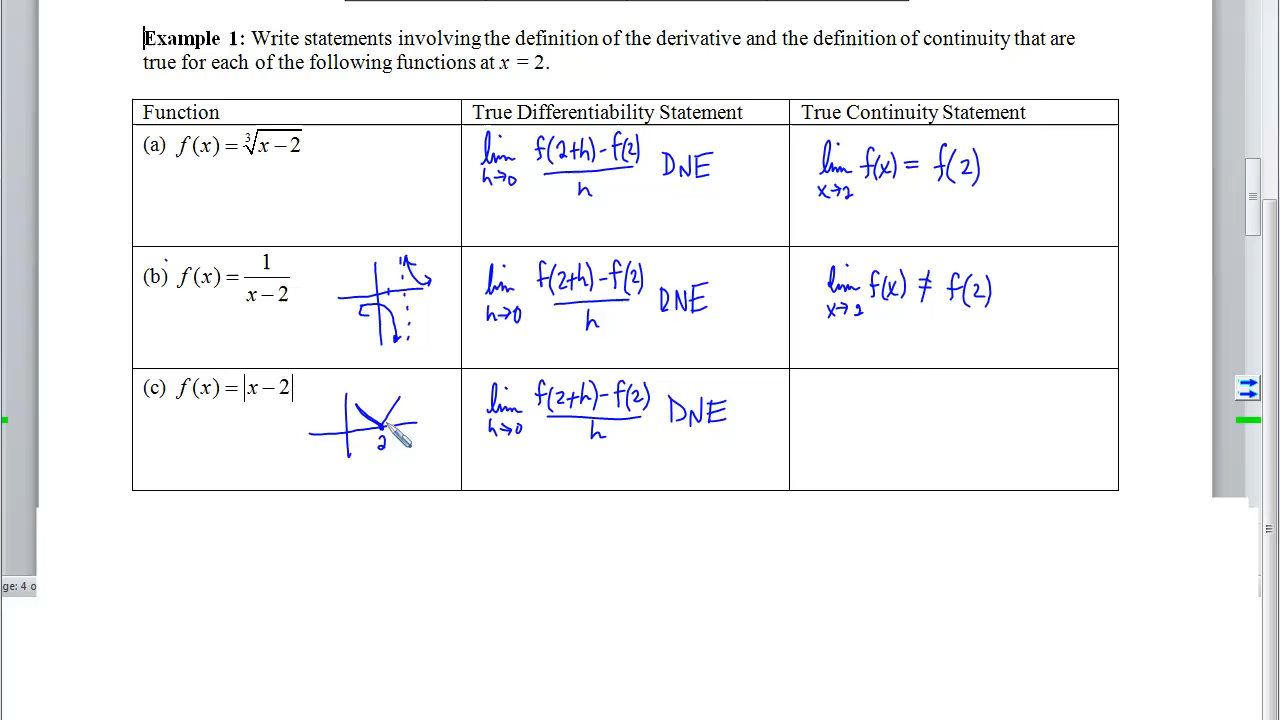 Example 1: Write statements involving the definition of the derivative and the definition of continuity that are
true for each of the following functions at x = 2.
Function
True Differentiability Statement
True Continuity Statement
(a) f(x) = ∛(x − 2)
lim h→0 (f(2+h) − f(2))/h DNE
lim x→2 f(x) = f(2)
(b) f(x) = 1/(x − 2)
lim h→0 (f(2+h) − f(2))/h DNE
lim x→2 f(x) ≠ f(2)
(c) f(x) = |x − 2|
2
lim h→0 (f(2+h) − f(2))/h DNE
ge: 4 o